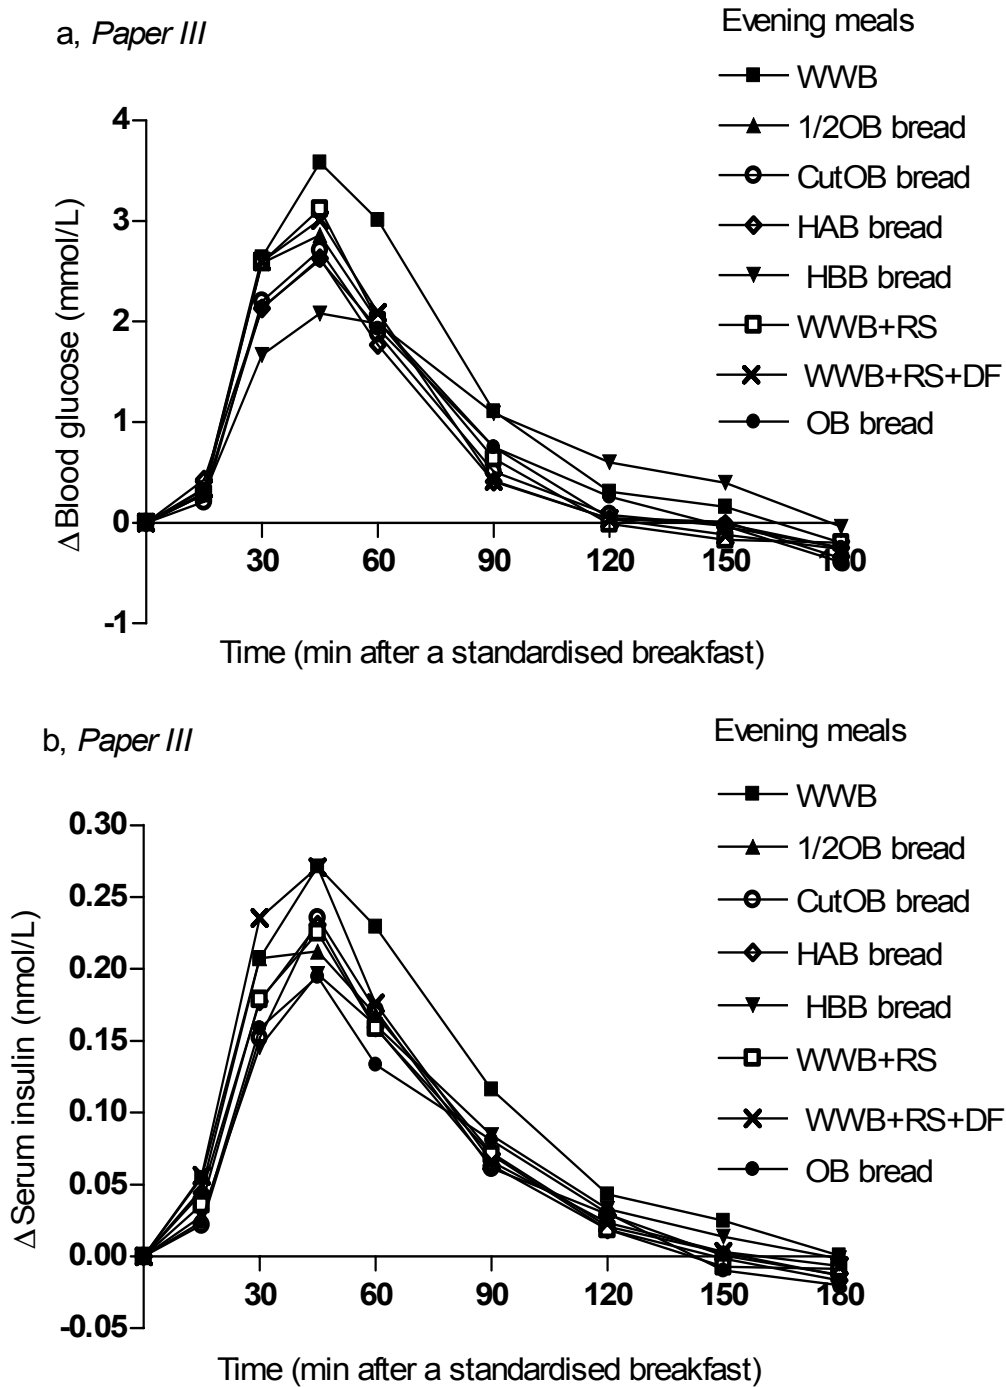 a, Paper III
Evening meals
WWB
1/2OB bread
CutOB bread
HAB bread
HBB bread
WWB+RS
WWB+RS+DF
OB bread
Δ Blood glucose (mmol/L)
4
3
2
1
0
-1
30 60 90 120 150 180
Time (min after a standardised breakfast)
b, Paper III
Evening meals
WWB
1/2OB bread
CutOB bread
HAB bread
HBB bread
WWB+RS
WWB+RS+DF
OB bread
Δ Serum insulin (nmol/L)
0.30
0.25
0.20
0.15
0.10
0.05
0.00
-0.05
30 60 90 120 150 180
Time (min after a standardised breakfast)